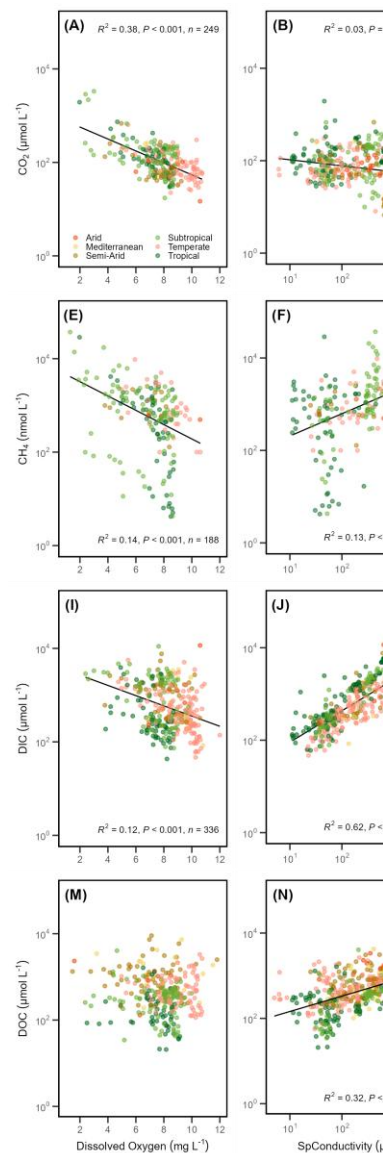 (A) R² = 0.38, P < 0.001, n = 249
(B) R² = 0.03, P =
CO₂ (μmol L⁻¹)
10⁴
10²
10⁰
Arid Subtropical
Mediterranean Temperate
Semi-Arid Tropical
10⁴
10²
10⁰
2 4 6 8 10 12
10¹ 10²
(E)
(F)
CH₄ (nmol L⁻¹)
10⁴
10²
10⁰
R² = 0.14, P < 0.001, n = 188
10⁴
10²
10⁰
R² = 0.13, P <
2 4 6 8 10 12
10¹ 10²
(I)
(J)
DIC (μmol L⁻¹)
10⁴
10²
10⁰
R² = 0.12, P < 0.001, n = 336
10⁴
10²
10⁰
R² = 0.62, P <
2 4 6 8 10 12
10¹ 10²
(M)
(N)
DOC (μmol L⁻¹)
10⁴
10²
10⁰
10⁴
10²
10⁰
R² = 0.32, P <
2 4 6 8 10 12
10¹ 10²
Dissolved Oxygen (mg L⁻¹)
SpConductivity (μ